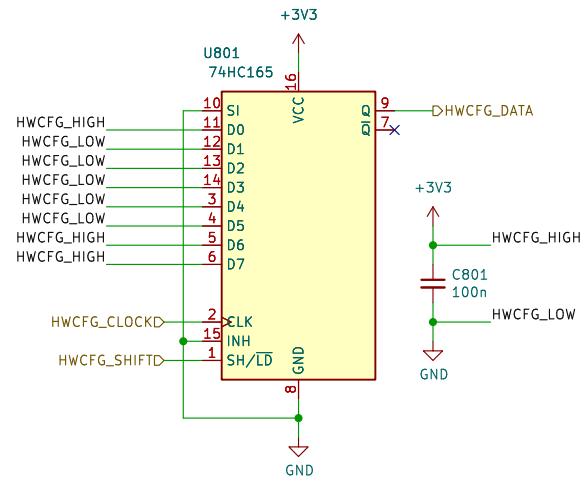 +3V3
U801
74HC165
16
VCC
10 SI
Q 9 HWCFG_DATA
HWCFG_HIGH 11 D0
Q 7
HWCFG_LOW 12 D1
HWCFG_LOW 13 D2
HWCFG_LOW 14 D3
HWCFG_LOW 3 D4
HWCFG_LOW 4 D5
HWCFG_HIGH 5 D6
HWCFG_HIGH 6 D7
HWCFG_CLOCK 2 CLK
15 INH
HWCFG_SHIFT 1 SH/LD
GND
8
GND
+3V3
HWCFG_HIGH
C801
100n
HWCFG_LOW
GND